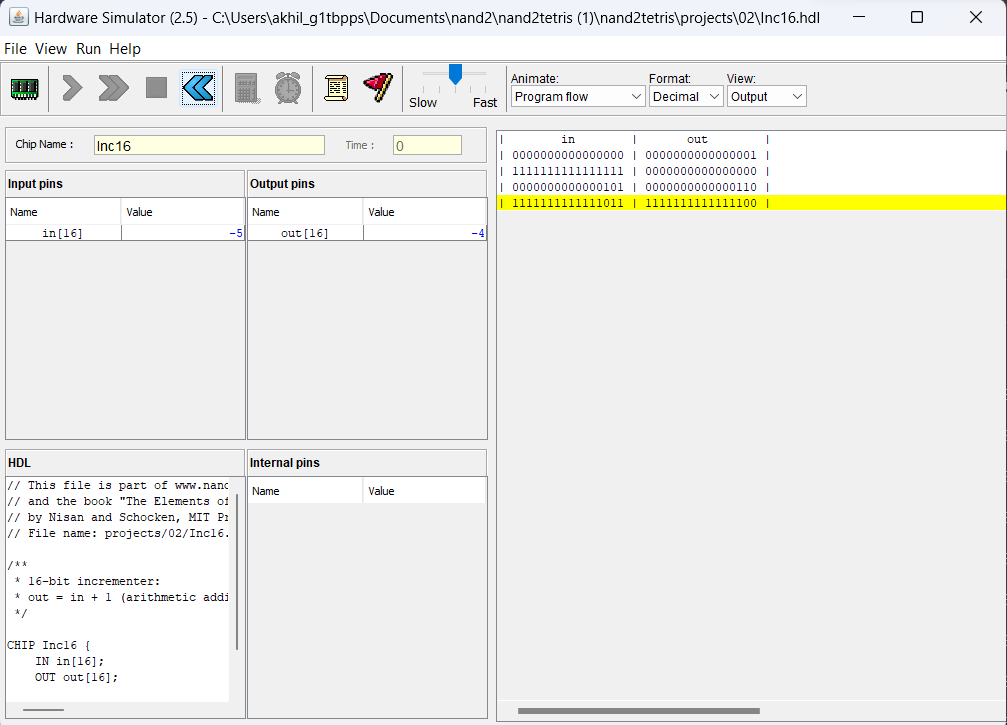 Hardware Simulator (2.5) - C:\Users\akhil_g1tbpps\Documents\nand2\nand2tetris (1)\nand2tetris\projects\02\Inc16.hdl
File View Run Help
Slow Fast
Animate:
Program flow
Format:
Decimal
View:
Output
Chip Name :
Inc16
Time :
0
Input pins
Name Value
in[16] -5
Output pins
Name Value
out[16] -4
HDL
// This file is part of www.nand
// and the book "The Elements of
// by Nisan and Schocken, MIT Pr
// File name: projects/02/Inc16.
/**
* 16-bit incrementer:
* out = in + 1 (arithmetic addi
*/
CHIP Inc16 {
IN in[16];
OUT out[16];
Internal pins
Name Value
| in | out |
| 0000000000000000 | 0000000000000001 |
| 1111111111111111 | 0000000000000000 |
| 0000000000000101 | 0000000000000110 |
| 1111111111111011 | 1111111111111100 |